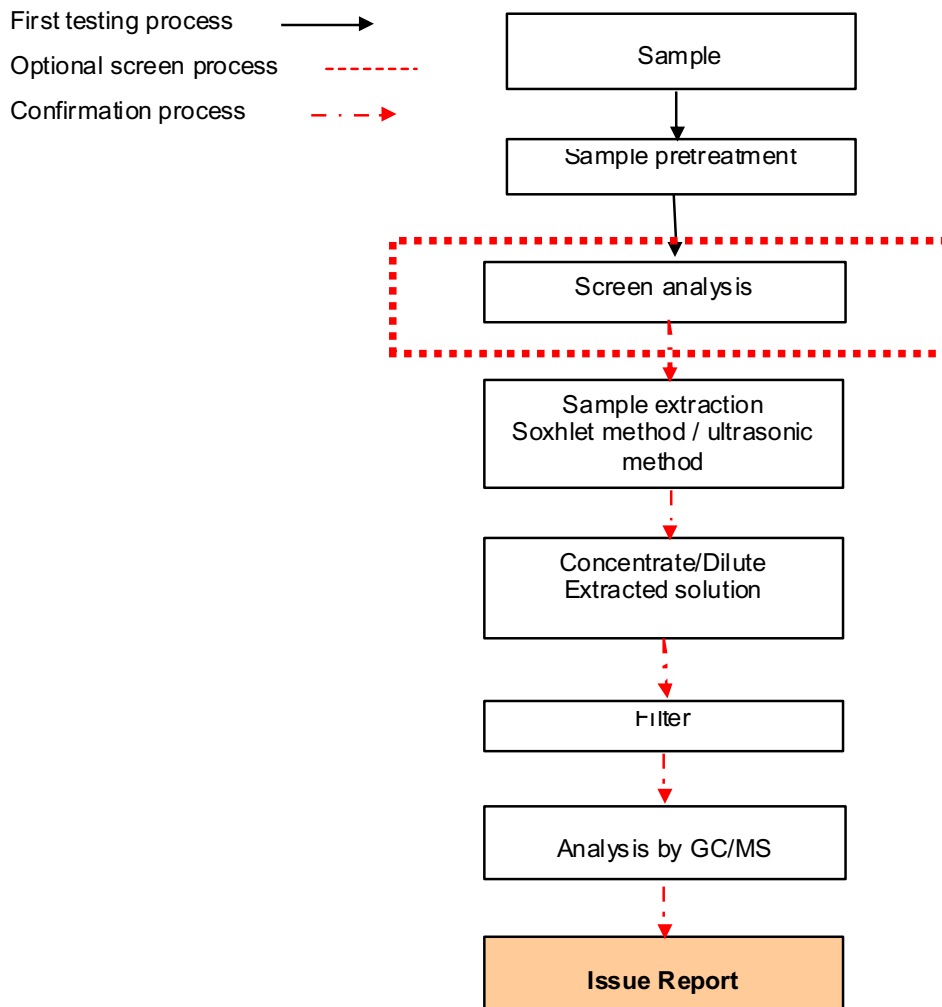 First testing process
Optional screen process
Confirmation process
Sample
Sample pretreatment
Screen analysis
Sample extraction
Soxhlet method / ultrasonic
method
Concentrate/Dilute
Extracted solution
Filter
Analysis by GC/MS
Issue Report